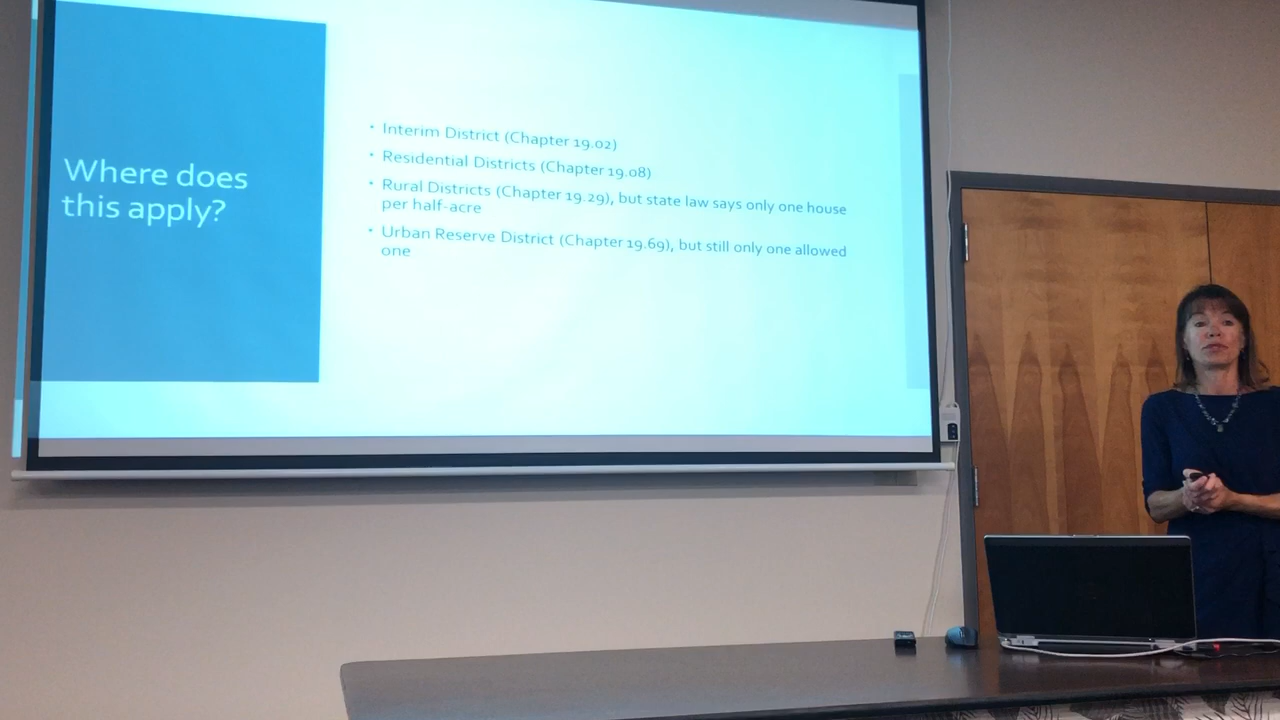 Where does
this apply?
• Interim District (Chapter 19.02)
• Residential Districts (Chapter 19.08)
• Rural Districts (Chapter 19.29), but state law says only one house
per half-acre
• Urban Reserve District (Chapter 19.69), but still only one allowed
one